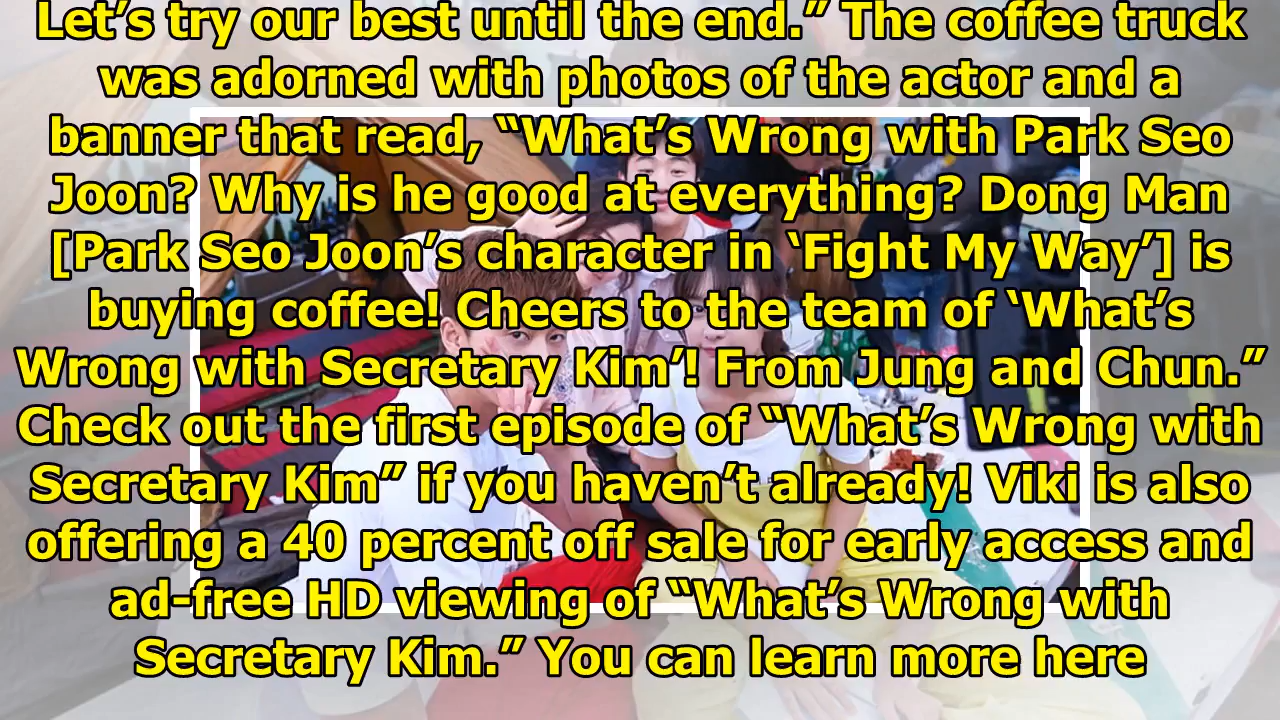 Let’s try our best until the end.” The coffee truck
was adorned with photos of the actor and a
banner that read, “What’s Wrong with Park Seo
Joon? Why is he good at everything? Dong Man
[Park Seo Joon’s character in ‘Fight My Way’] is
buying coffee! Cheers to the team of ‘What’s
Wrong with Secretary Kim’! From Jung and Chun.”
Check out the first episode of “What’s Wrong with
Secretary Kim” if you haven’t already! Viki is also
offering a 40 percent off sale for early access and
ad-free HD viewing of “What’s Wrong with
Secretary Kim.” You can learn more here